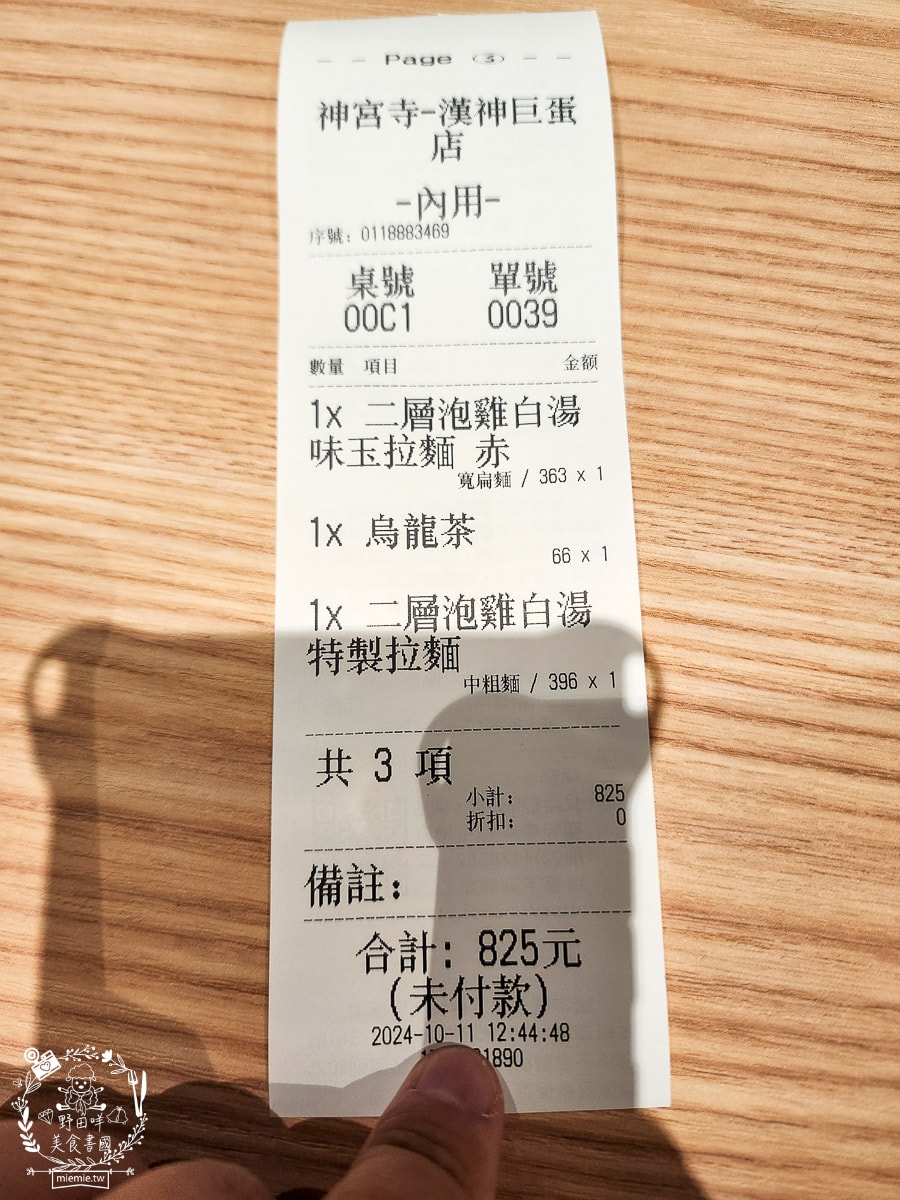 - - Page 3 - -
神宮寺-漢神巨蛋
店
-內用-
序號: 0118883469
桌號 單號
00C1 0039
數量 項目 金额
1x 二層泡雞白湯
味玉拉麵 赤
寬扁麵 / 363 x 1
1x 烏龍茶
66 x 1
1x 二層泡雞白湯
特製拉麵
中粗麵 / 396 x 1
共 3 項
小計: 825
折扣: 0
備註:
合計: 825元
(未付款)
2024-10-11 12:44:48
1890
野田咩
美食書國
miemie.tw